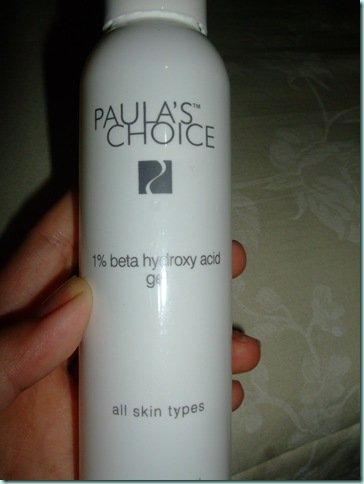 PAULA'S™
CHOICE
1% beta hydroxy acid
gel
all skin types